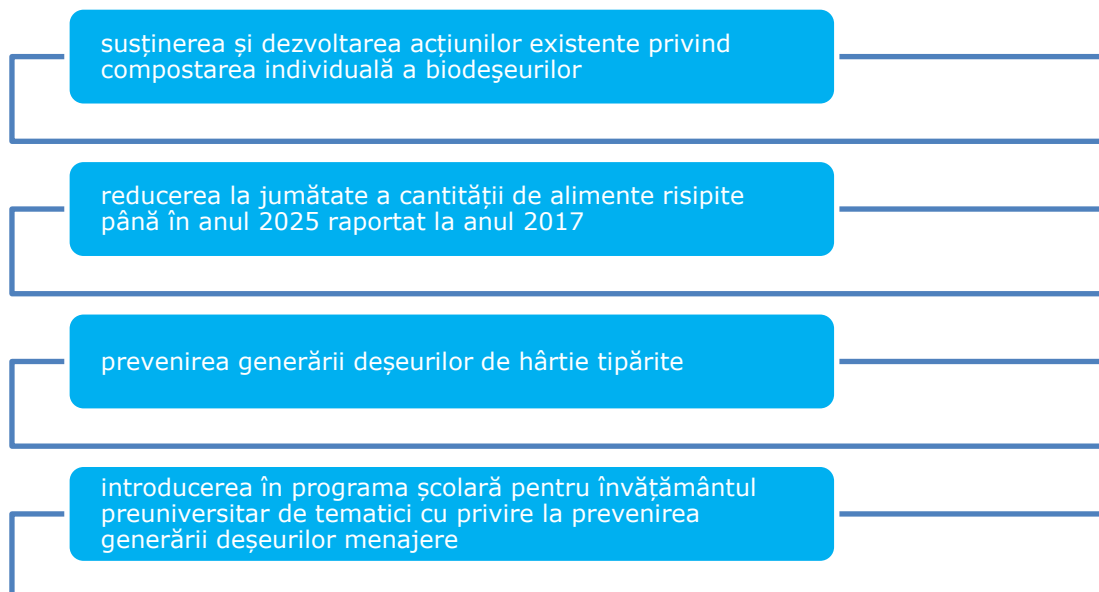 susținerea și dezvoltarea acțiunilor existente privind
compostarea individuală a biodeşeurilor
reducerea la jumătate a cantității de alimente risipite
până în anul 2025 raportat la anul 2017
prevenirea generării deșeurilor de hârtie tipărite
introducerea în programa școlară pentru învățământul
preuniversitar de tematici cu privire la prevenirea
generării deșeurilor menajere